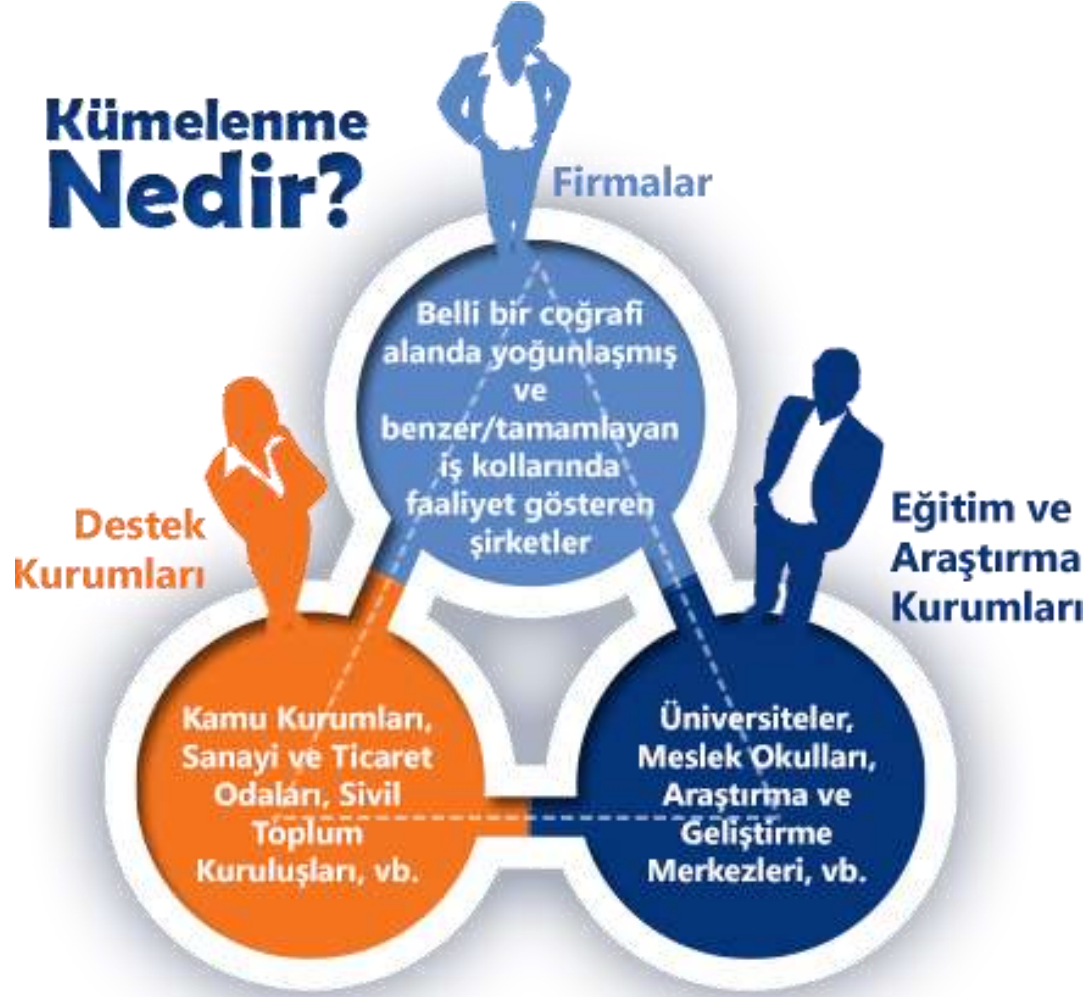 Kümelenme
Nedir?
Firmalar
Belli bir coğrafi
alanda yoğunlaşmış
ve
benzer/tamamlayan
iş kollarında
faaliyet gösteren
şirketler
Destek
Kurumları
Kamu Kurumları,
Sanayi ve Ticaret
Odaları, Sivil
Toplum
Kuruluşları, vb.
Eğitim ve
Araştırma
Kurumları
Üniversiteler,
Meslek Okulları,
Araştırma ve
Geliştirme
Merkezleri, vb.